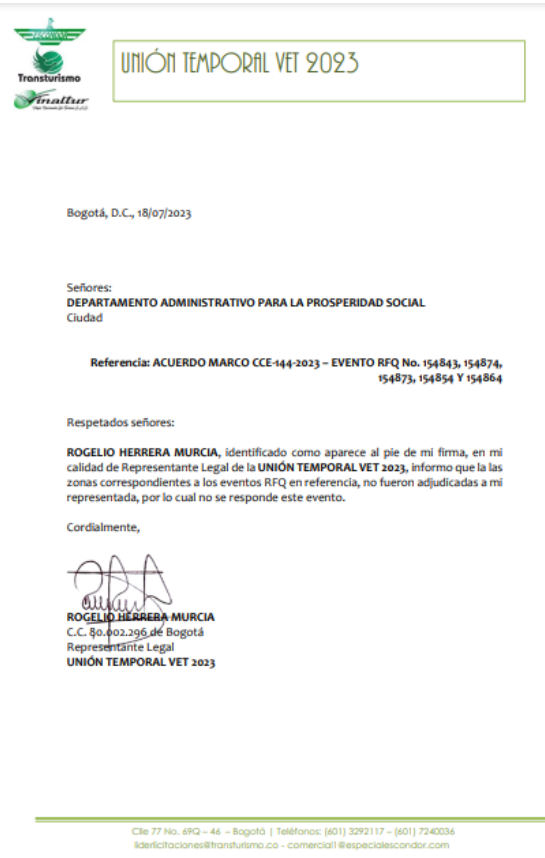 ESCONDOR
Transturismo
Vinaltur
UNIÓN TEMPORAL VET 2023
Bogotá, D.C., 18/07/2023
Señores:
DEPARTAMENTO ADMINISTRATIVO PARA LA PROSPERIDAD SOCIAL
Ciudad
Referencia: ACUERDO MARCO CCE-144-2023 – EVENTO RFQ No. 154843, 154874,
154873, 154854 Y 154864
Respetados señores:
ROGELIO HERRERA MURCIA, identificado como aparece al pie de mi firma, en mi
calidad de Representante Legal de la UNIÓN TEMPORAL VET 2023, informo que la las
zonas correspondientes a los eventos RFQ en referencia, no fueron adjudicadas a mi
representada, por lo cual no se responde este evento.
Cordialmente,
ROGELIO HERRERA MURCIA
C.C. 80.002.296 de Bogotá
Representante Legal
UNIÓN TEMPORAL VET 2023
Clle 77 No. 69Q – 46 – Bogotá | Teléfonos: (601) 3292117 – (601) 7240036
liderlicitaciones@transturismo.co - comercial1@especialescondor.com